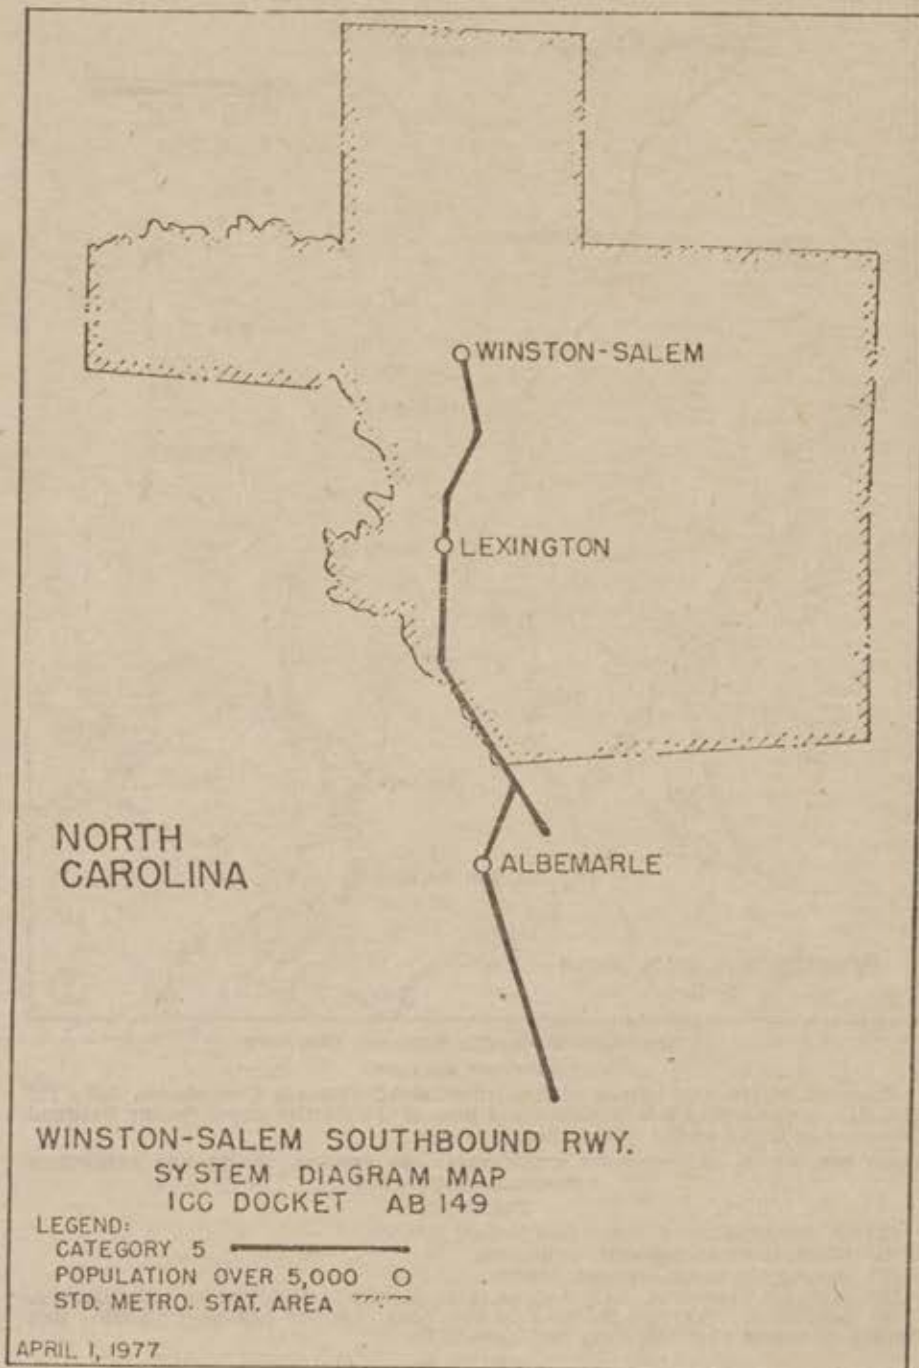 WINSTON-SALEM
LEXINGTON
NORTH
CAROLINA
ALBEMARLE
WINSTON-SALEM SOUTHBOUND RWY.
SYSTEM DIAGRAM MAP
ICC DOCKET AB 149
LEGEND:
CATEGORY 5
POPULATION OVER 5,000
STD. METRO. STAT. AREA
APRIL 1, 1977